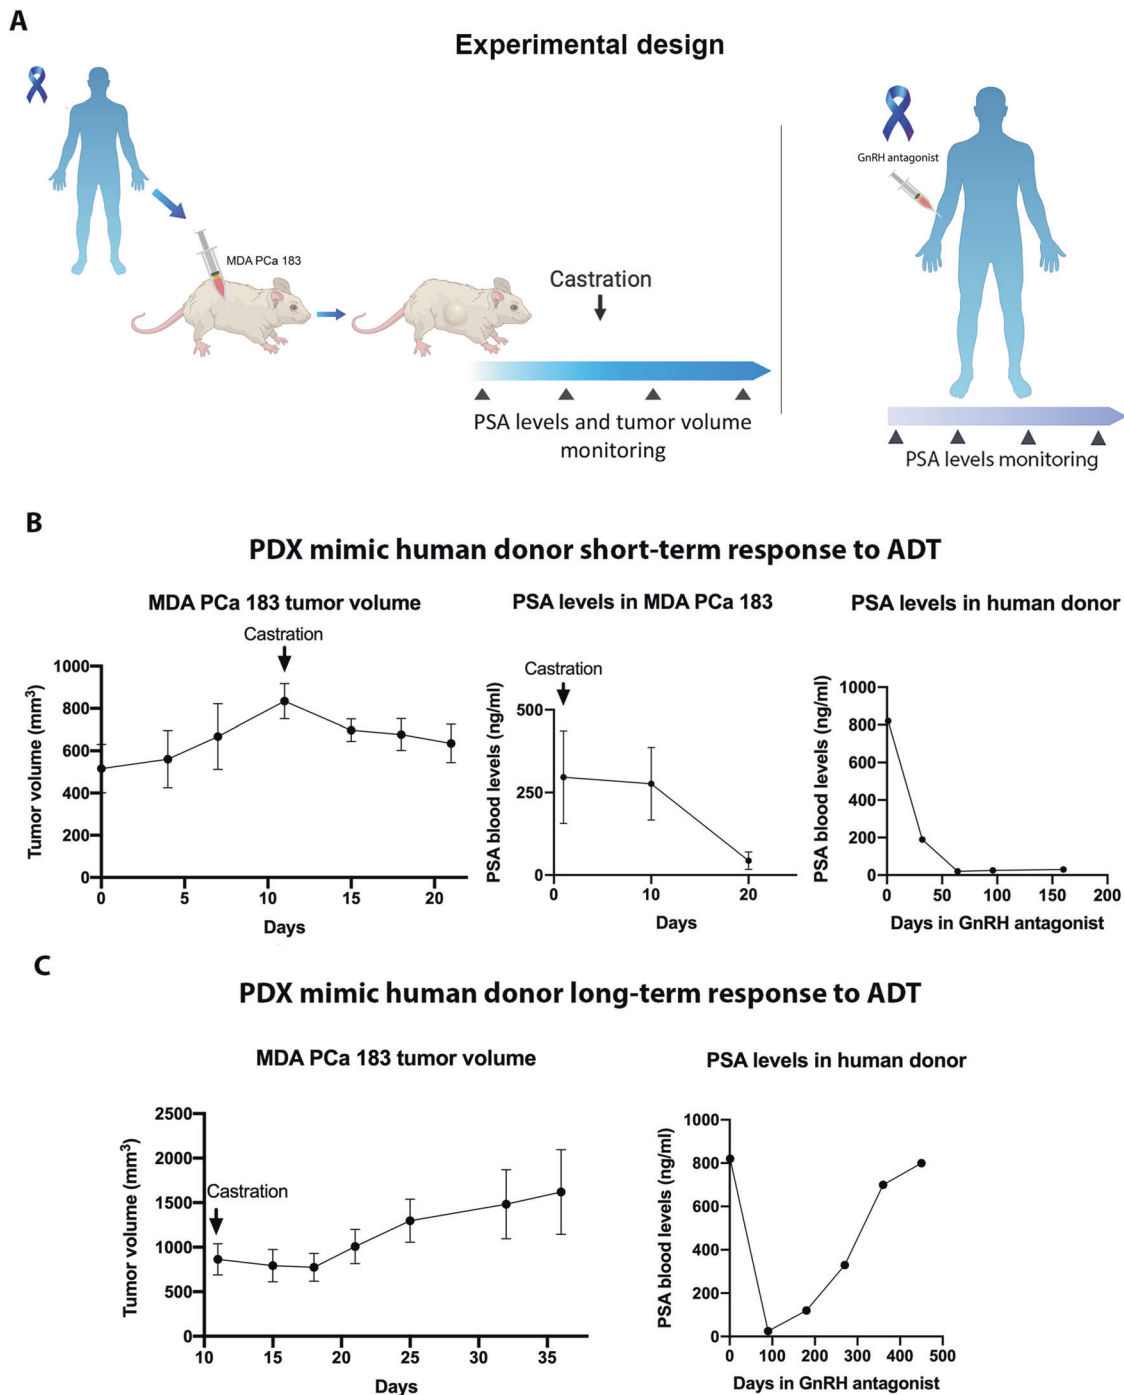 A
Experimental design
GnRH antagonist
MDA PCa 183
Castration
PSA levels and tumor volume
monitoring
PSA levels monitoring
B
PDX mimic human donor short-term response to ADT
MDA PCa 183 tumor volume
Castration
Tumor volume (mm³)
1000
800
600
400
200
0
0
5
10
15
20
Days
PSA levels in MDA PCa 183
Castration
PSA blood levels (ng/ml)
500
250
0
0
10
20
Days
PSA levels in human donor
PSA blood levels (ng/ml)
1000
800
600
400
200
0
0
50
100
150
200
Days in GnRH antagonist
C
PDX mimic human donor long-term response to ADT
MDA PCa 183 tumor volume
Castration
Tumor volume (mm³)
2500
2000
1500
1000
500
0
10
15
20
25
30
35
Days
PSA levels in human donor
PSA blood levels (ng/ml)
1000
800
600
400
200
0
0
100
200
300
400
500
Days in GnRH antagonist